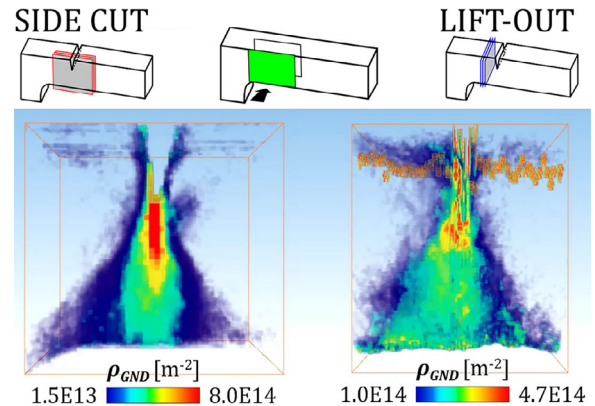 SIDE CUT
LIFT-OUT
ρGND [m⁻²]
1.5E13 8.0E14
ρGND [m⁻²]
1.0E14 4.7E14